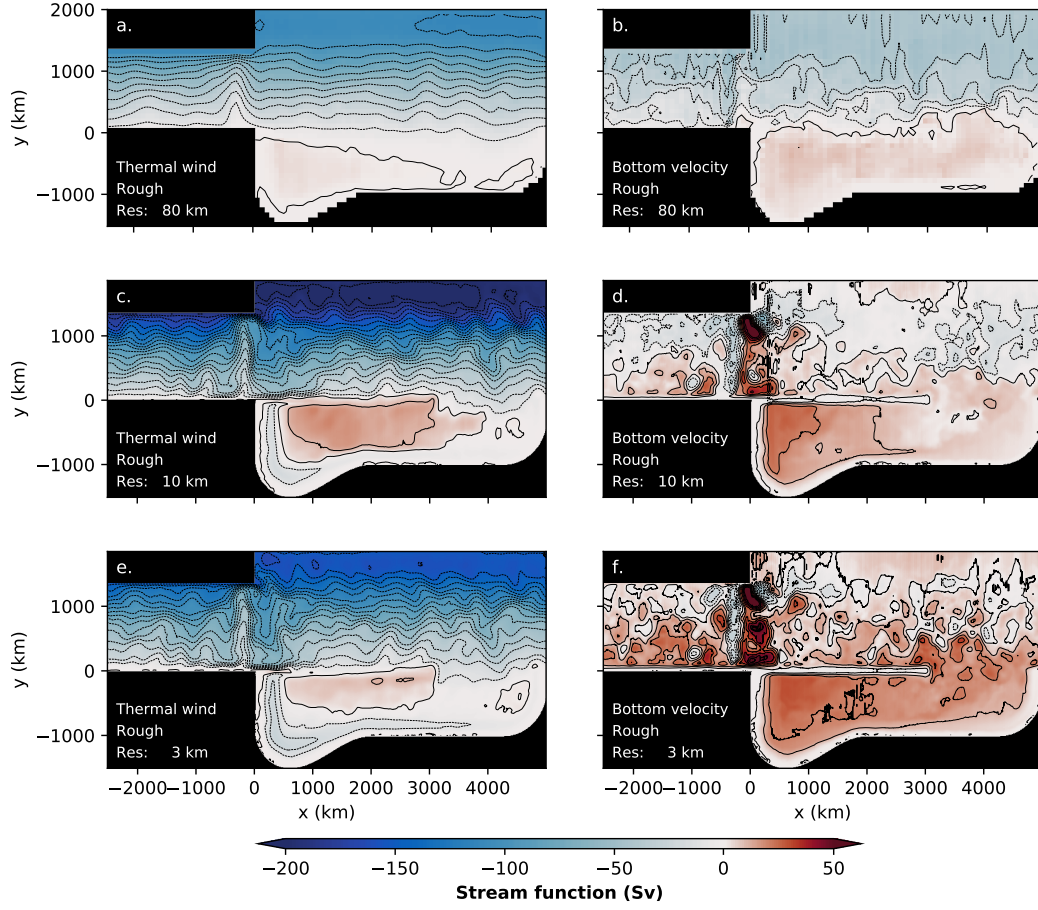 a.
b.
2000
1000
0
−1000
y (km)
Thermal wind
Rough
Res: 80 km
Bottom velocity
Rough
Res: 80 km
c.
d.
1000
0
−1000
y (km)
Thermal wind
Rough
Res: 10 km
Bottom velocity
Rough
Res: 10 km
e.
f.
1000
0
−1000
y (km)
Thermal wind
Rough
Res: 3 km
Bottom velocity
Rough
Res: 3 km
−2000 −1000 0 1000 2000 3000 4000
−2000 −1000 0 1000 2000 3000 4000
x (km)
x (km)
−200 −150 −100 −50 0 50
Stream function (Sv)